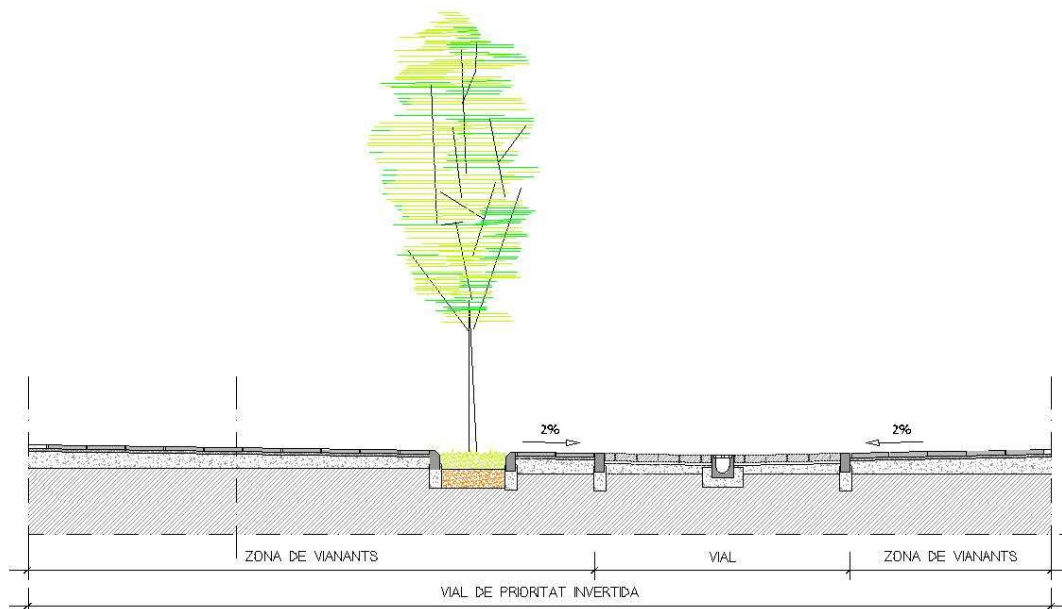 2% 2%
ZONA DE VIANANTS VIAL ZONA DE VIANANTS
VIAL DE PRIORITAT INVERTIDA